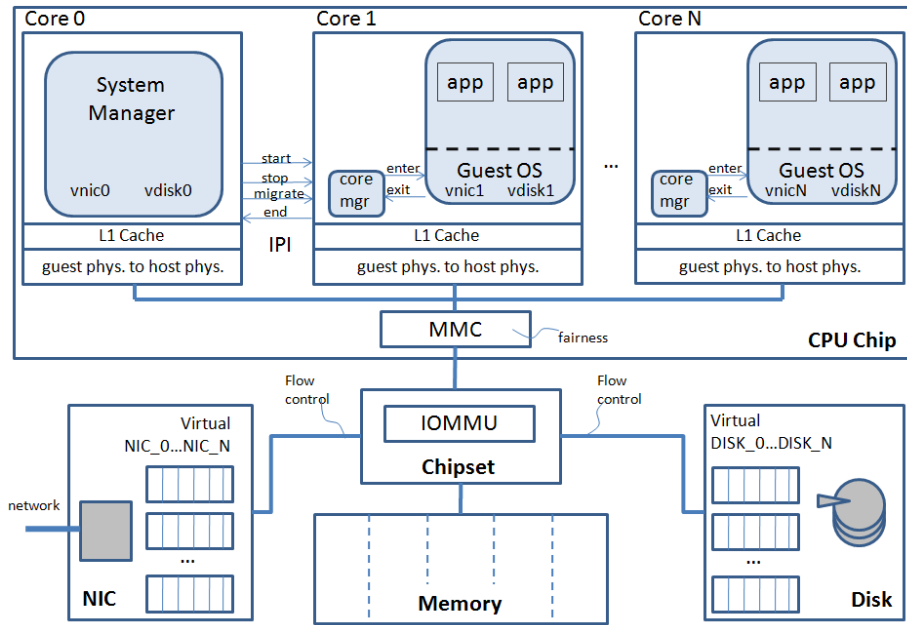 Core 0
Core 1
Core N
System
Manager
vnic0 vdisk0
L1 Cache
guest phys. to host phys.
start
stop
migrate
end
IPI
core
mgr
enter
exit
app app
Guest OS
vnic1 vdisk1
L1 Cache
guest phys. to host phys.
...
core
mgr
enter
exit
app app
Guest OS
vnicN vdiskN
L1 Cache
guest phys. to host phys.
MMC
fairness
CPU Chip
Flow
control
Flow
control
IOMMU
Chipset
Virtual
NIC_0...NIC_N
network
...
NIC
Memory
Virtual
DISK_0...DISK_N
...
Disk